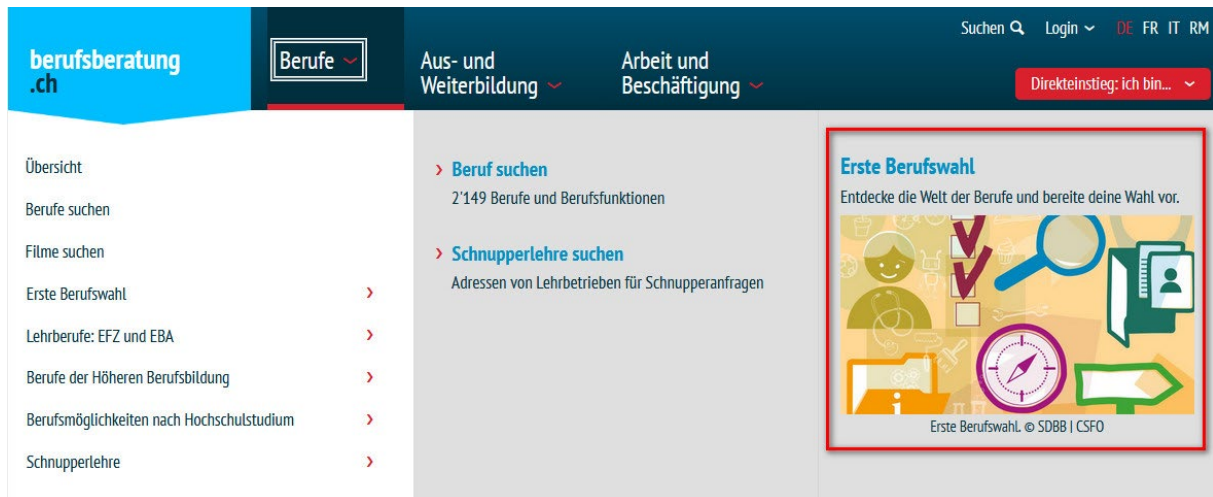 Suchen Login DE FR IT RM
berufsberatung
.ch
Berufe
Aus- und
Weiterbildung
Arbeit und
Beschäftigung
Direkteinstieg: ich bin...
Übersicht
Berufe suchen
Filme suchen
Erste Berufswahl
Lehrberufe: EFZ und EBA
Berufe der Höheren Berufsbildung
Berufsmöglichkeiten nach Hochschulstudium
Schnupperlehre
Beruf suchen
2'149 Berufe und Berufsfunktionen
Schnupperlehre suchen
Adressen von Lehrbetrieben für Schnupperanfragen
Erste Berufswahl
Entdecke die Welt der Berufe und bereite deine Wahl vor.
i
Erste Berufswahl. © SDBB | CSFO